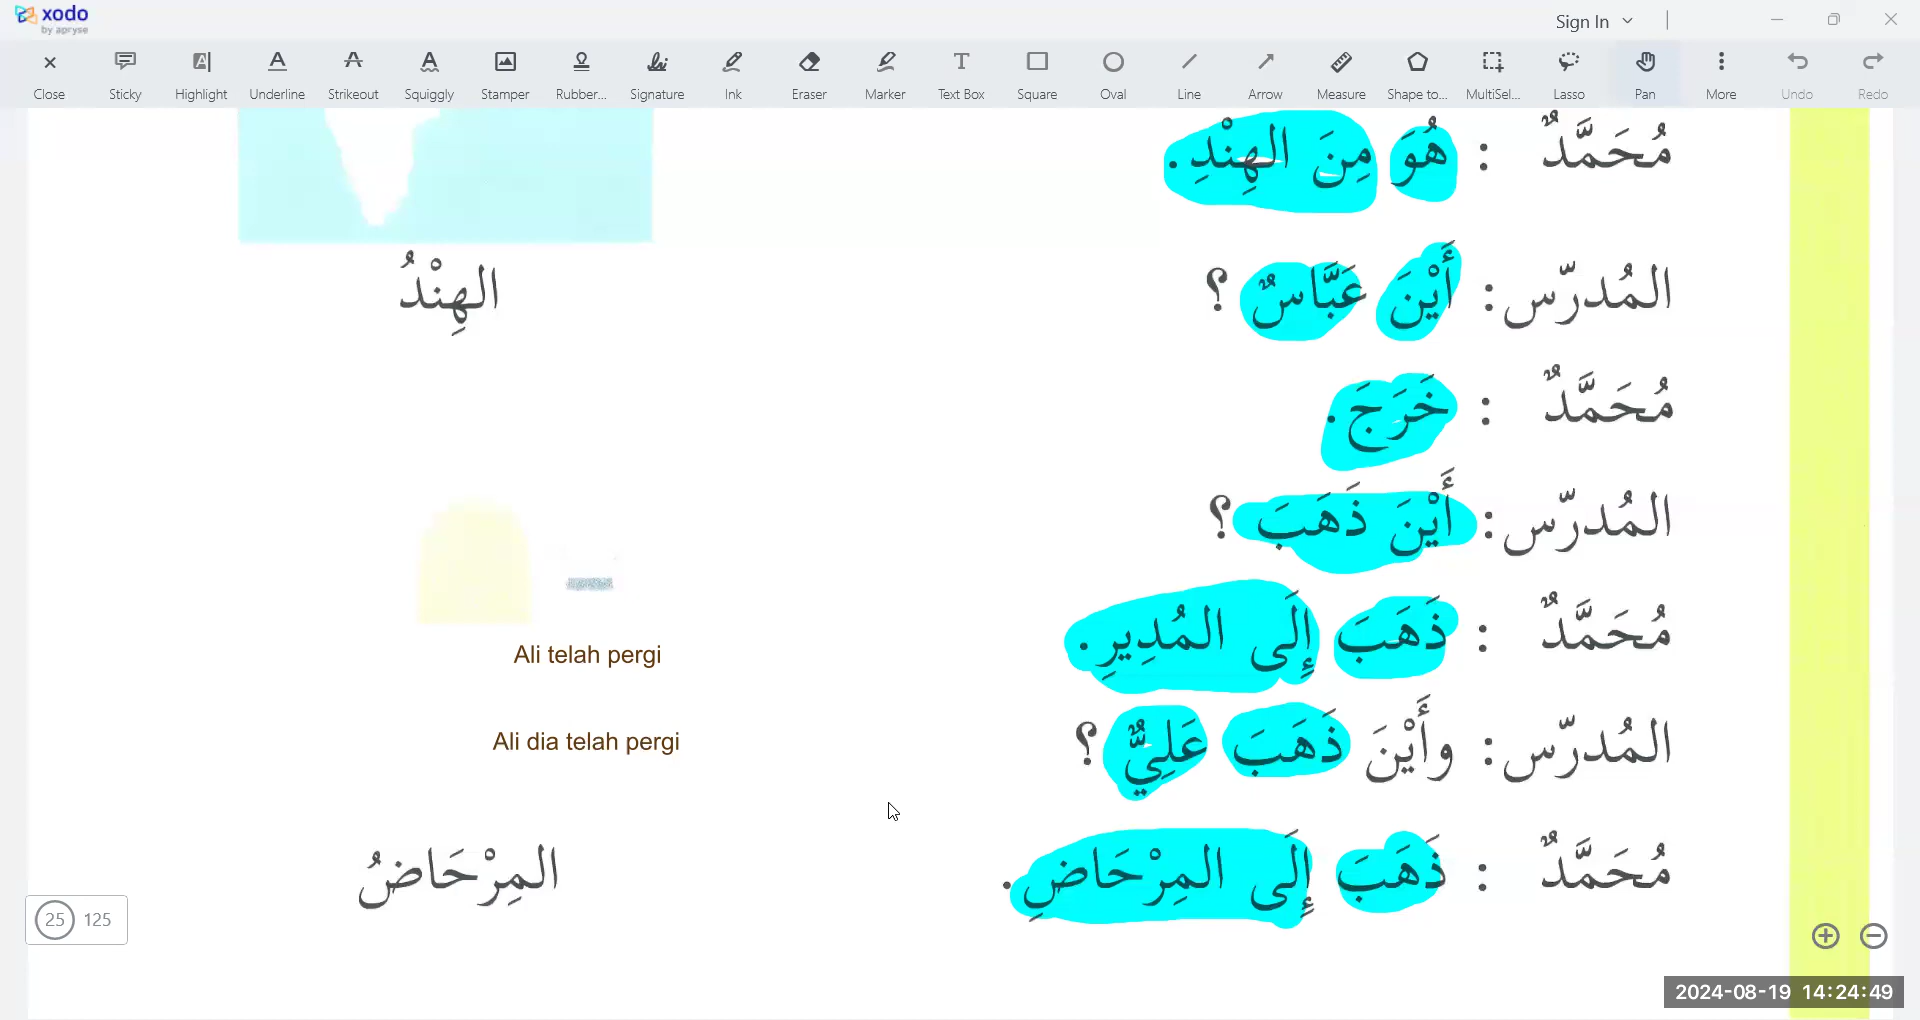 xodo
by apryse
Sign In
Close Sticky Highlight Underline Strikeout Squiggly Stamper Rubber... Signature Ink Eraser Marker Text Box Square Oval Line Arrow Measure Shape to... MultiSel... Lasso Pan More Undo Redo
مُحَمَّدٌ : هُوَ مِنَ الهِنْدِ.
المُدرّس: أَيْنَ عَبَّاسٌ ؟
الهِنْدُ
مُحَمَّدٌ : خَرَجَ.
المُدرّس: أَيْنَ ذَهَبَ ؟
مُحَمَّدٌ : ذَهَبَ إِلَى المُدِيرِ.
Ali telah pergi
المُدرّس: وأَيْنَ ذَهَبَ عَلِيٌّ ؟
Ali dia telah pergi
مُحَمَّدٌ : ذَهَبَ إِلَى المِرْحَاضِ.
المِرْحَاضُ
25 125
2024-08-19 14:24:49